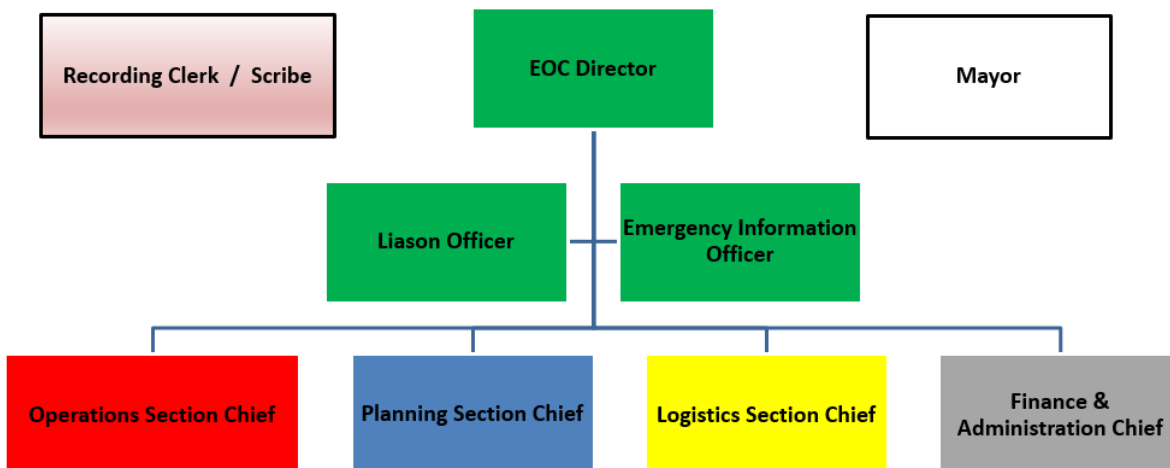 Recording Clerk / Scribe
EOC Director
Mayor
Liason Officer
Emergency Information
Officer
Operations Section Chief
Planning Section Chief
Logistics Section Chief
Finance &
Administration Chief